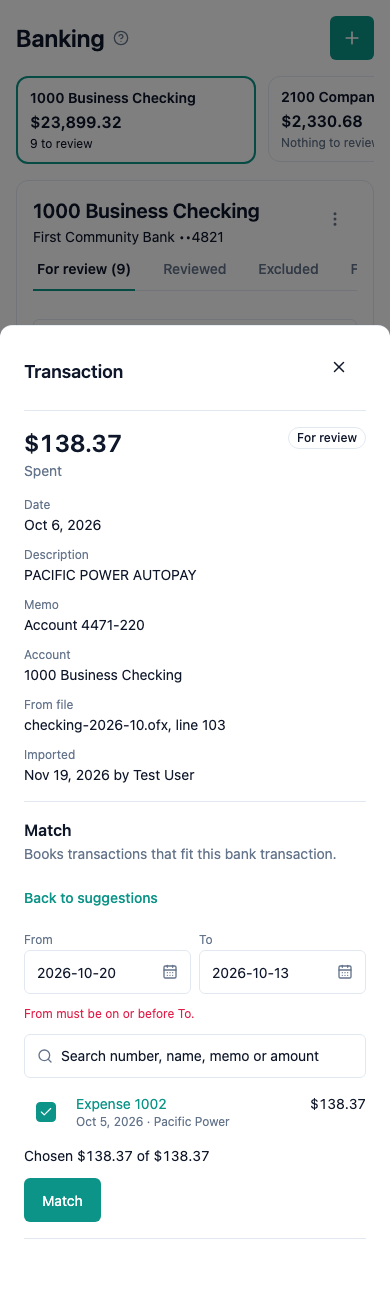 Banking
1000 Business Checking
$23,899.32
9 to review
2100 Compan
$2,330.68
Nothing to review
1000 Business Checking
First Community Bank ••4821
For review (9)
Reviewed
Excluded
F
Transaction
$138.37
For review
Spent
Date
Oct 6, 2026
Description
PACIFIC POWER AUTOPAY
Memo
Account 4471-220
Account
1000 Business Checking
From file
checking-2026-10.ofx, line 103
Imported
Nov 19, 2026 by Test User
Match
Books transactions that fit this bank transaction.
Back to suggestions
From
To
2026-10-20
2026-10-13
From must be on or before To.
Search number, name, memo or amount
Expense 1002
$138.37
Oct 5, 2026 · Pacific Power
Chosen $138.37 of $138.37
Match